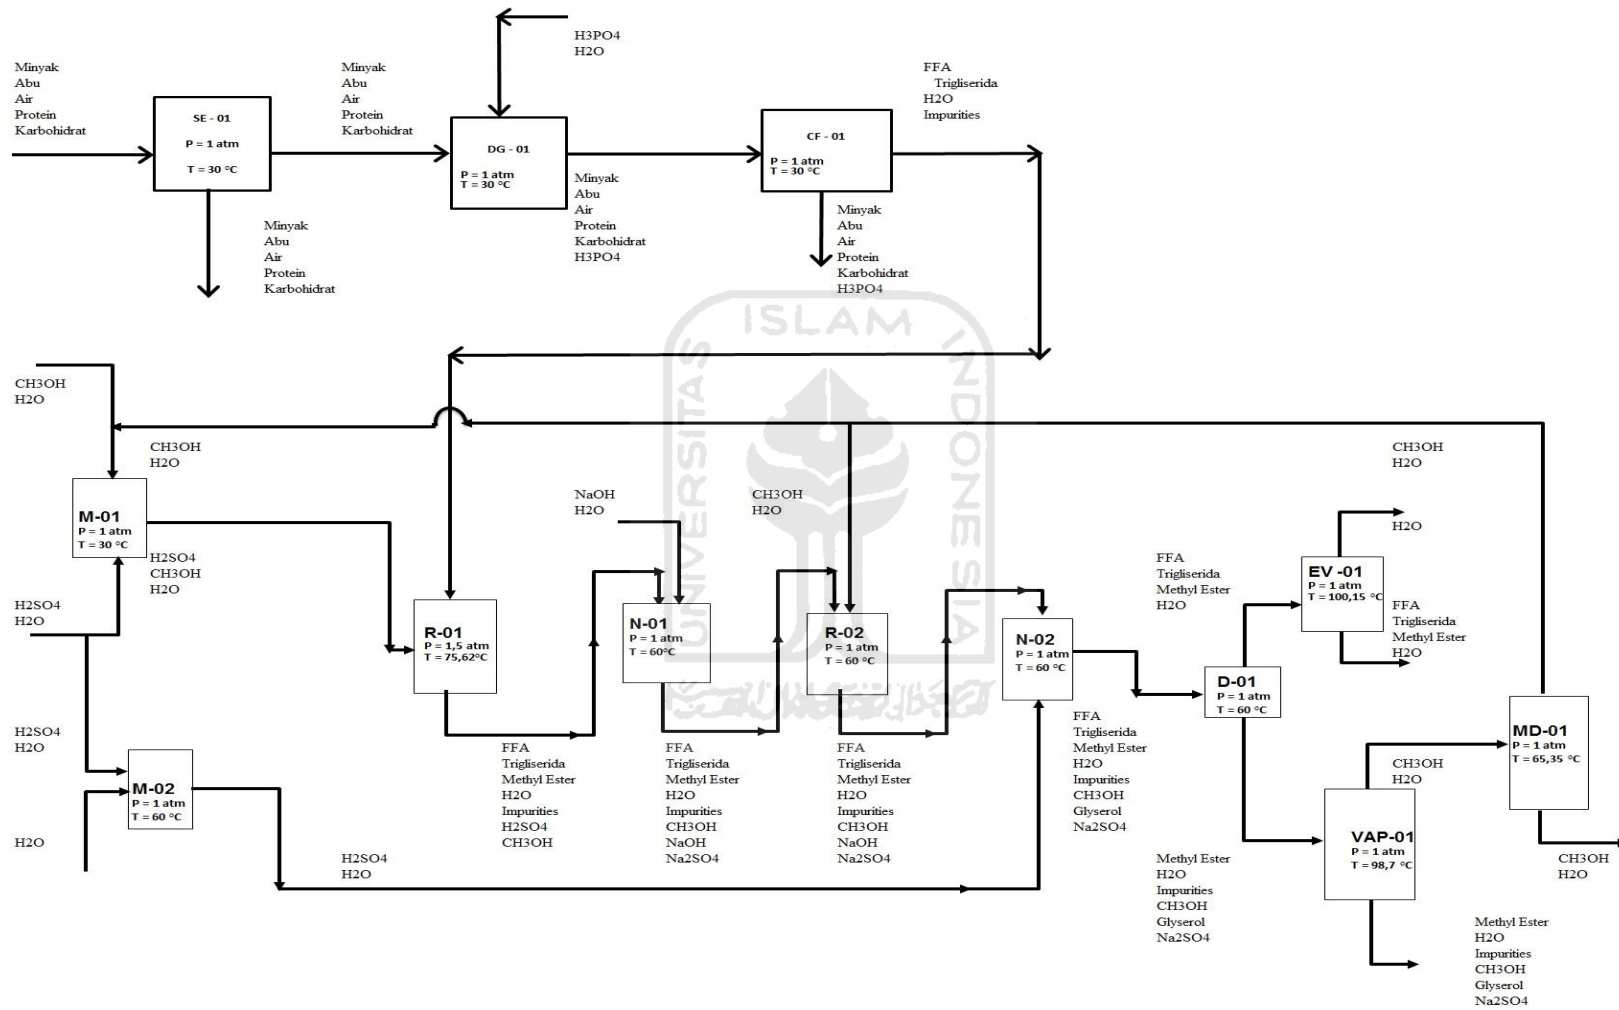 H3PO4
H2O
Minyak
Abu
Air
Protein
Karbohidrat
SE - 01
P = 1 atm
T = 30 °C
Minyak
Abu
Air
Protein
Karbohidrat
Minyak
Abu
Air
Protein
Karbohidrat
DG - 01
P = 1 atm
T = 30 °C
Minyak
Abu
Air
Protein
Karbohidrat
H3PO4
CF - 01
P = 1 atm
T = 30 °C
FFA
Trigliserida
H2O
Impurities
Minyak
Abu
Air
Protein
Karbohidrat
H3PO4
UNIVERSITAS
ISLAM
INDONESIA
CH3OH
H2O
CH3OH
H2O
M-01
P = 1 atm
T = 30 °C
H2SO4
CH3OH
H2O
H2SO4
H2O
H2SO4
H2O
M-02
P = 1 atm
T = 60 °C
H2O
H2SO4
H2O
R-01
P = 1,5 atm
T = 75,62°C
FFA
Trigliserida
Methyl Ester
H2O
Impurities
H2SO4
CH3OH
NaOH
H2O
N-01
P = 1 atm
T = 60°C
FFA
Trigliserida
Methyl Ester
H2O
Impurities
CH3OH
NaOH
Na2SO4
CH3OH
H2O
R-02
P = 1 atm
T = 60 °C
FFA
Trigliserida
Methyl Ester
H2O
Impurities
CH3OH
NaOH
Na2SO4
N-02
P = 1 atm
T = 60 °C
FFA
Trigliserida
Methyl Ester
H2O
Impurities
CH3OH
Glyserol
Na2SO4
D-01
P = 1 atm
T = 60 °C
FFA
Trigliserida
Methyl Ester
H2O
Methyl Ester
H2O
Impurities
CH3OH
Glyserol
Na2SO4
EV -01
P = 1 atm
T = 100,15 °C
H2O
FFA
Trigliserida
Methyl Ester
H2O
CH3OH
H2O
VAP-01
P = 1 atm
T = 98,7 °C
CH3OH
H2O
Methyl Ester
H2O
Impurities
CH3OH
Glyserol
Na2SO4
MD-01
P = 1 atm
T = 65,35 °C
CH3OH
H2O